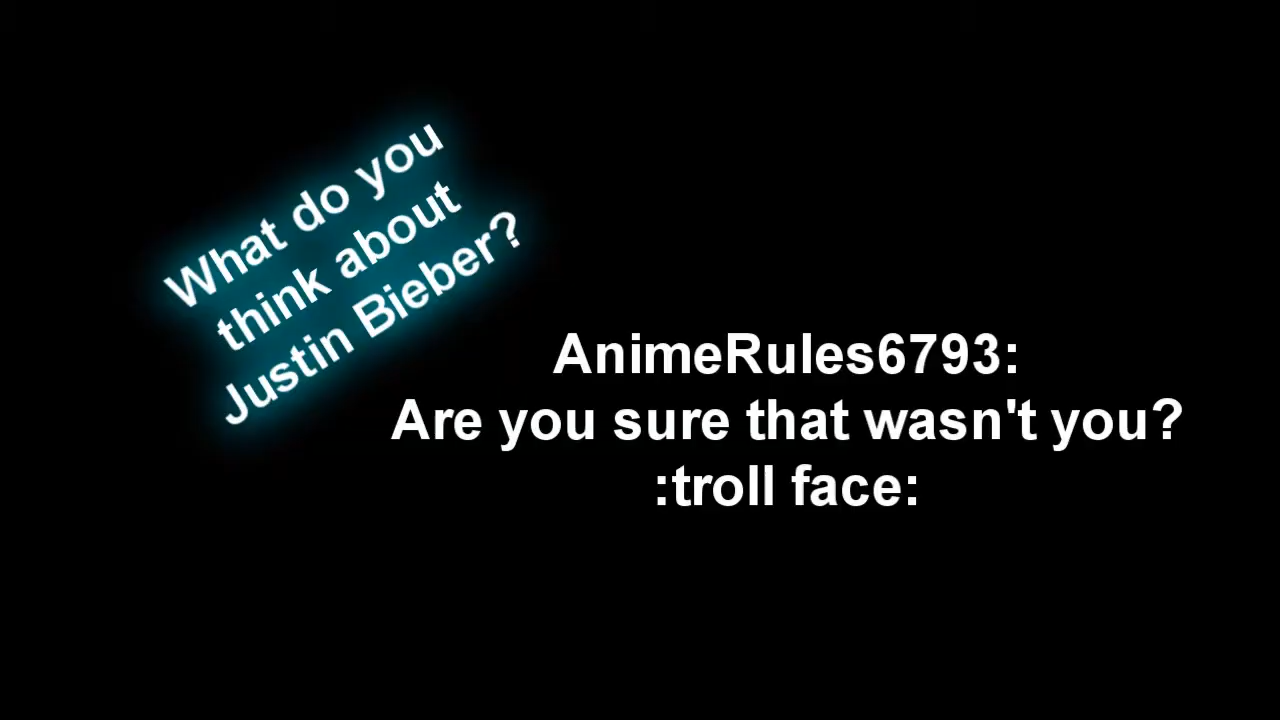 What do you
think about
Justin Bieber?
AnimeRules6793:
Are you sure that wasn't you?
:troll face: